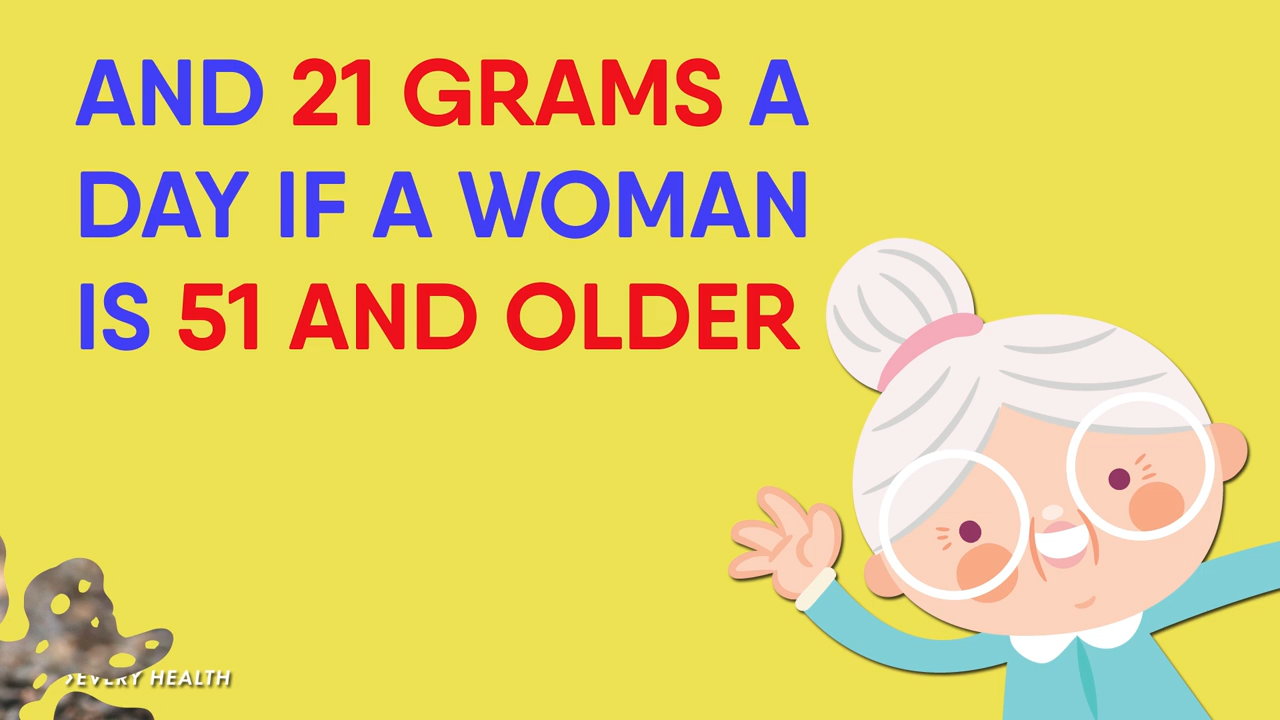 AND 21 GRAMS A
DAY IF A WOMAN
IS 51 AND OLDER
HEALTH